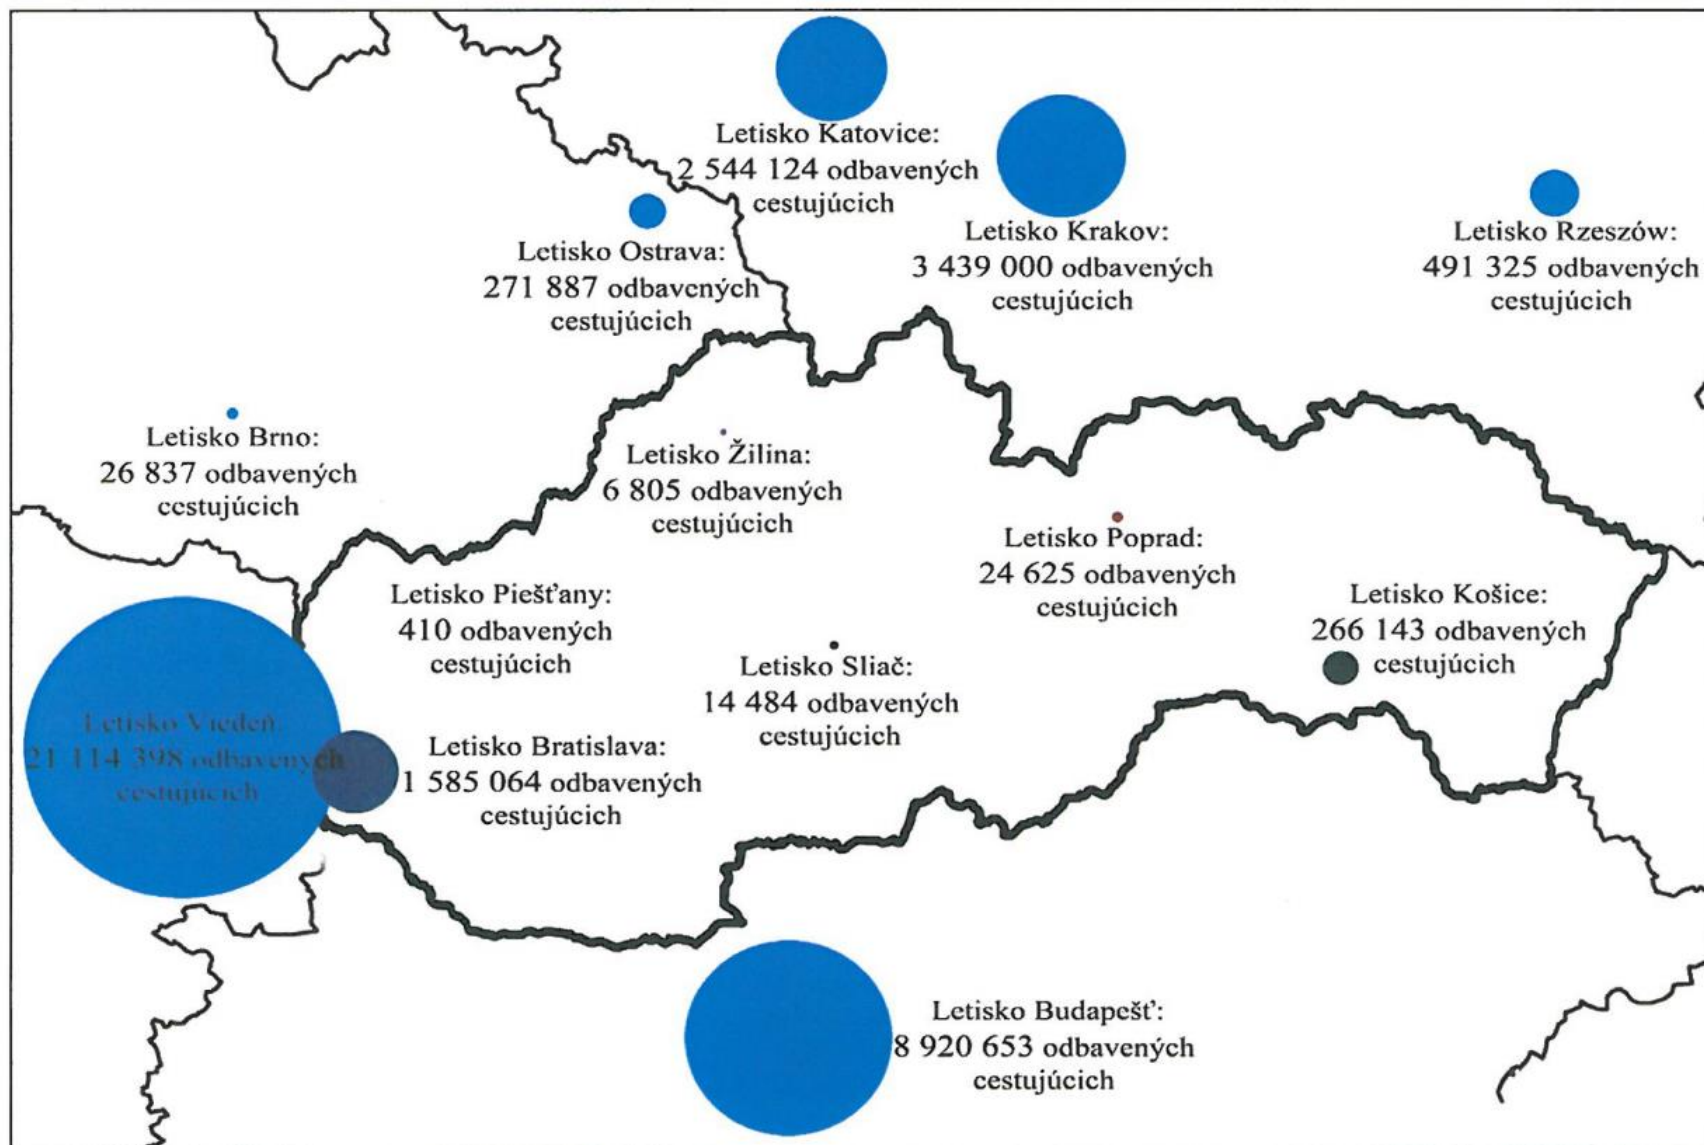 Letisko Katovice:
2 544 124 odbavených
cestujúcich
Letisko Krakov:
3 439 000 odbavených
cestujúcich
Letisko Rzeszów:
491 325 odbavených
cestujúcich
Letisko Ostrava:
271 887 odbavených
cestujúcich
Letisko Brno:
26 837 odbavených
cestujúcich
Letisko Žilina:
6 805 odbavených
cestujúcich
Letisko Poprad:
24 625 odbavených
cestujúcich
Letisko Piešťany:
410 odbavených
cestujúcich
Letisko Košice:
266 143 odbavených
cestujúcich
Letisko Sliač:
14 484 odbavených
cestujúcich
Letisko Viedeň:
21 114 398 odbavených
cestujúcich
Letisko Bratislava:
1 585 064 odbavených
cestujúcich
Letisko Budapešť:
8 920 653 odbavených
cestujúcich